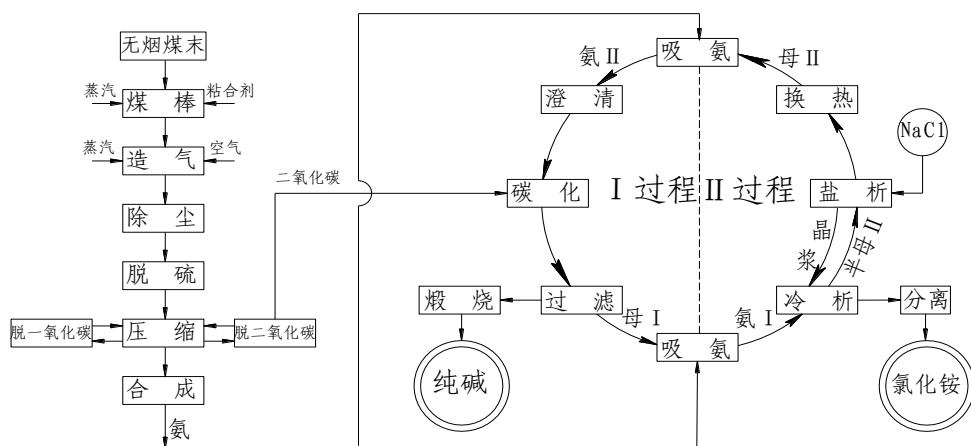 无烟煤末
蒸汽
粘合剂
煤 棒
蒸汽
空气
造 气
除 尘
脱 硫
脱一氧化碳
压 缩
脱二氧化碳
合 成
氨
二氧化碳
吸 氨
氨Ⅱ
母Ⅱ
澄 清
换 热
NaCl
碳 化
Ⅰ过程
Ⅱ过程
盐 析
晶浆
半母Ⅱ
煅 烧
过 滤
冷 析
分离
母Ⅰ
氨Ⅰ
吸 氨
纯碱
氯化铵